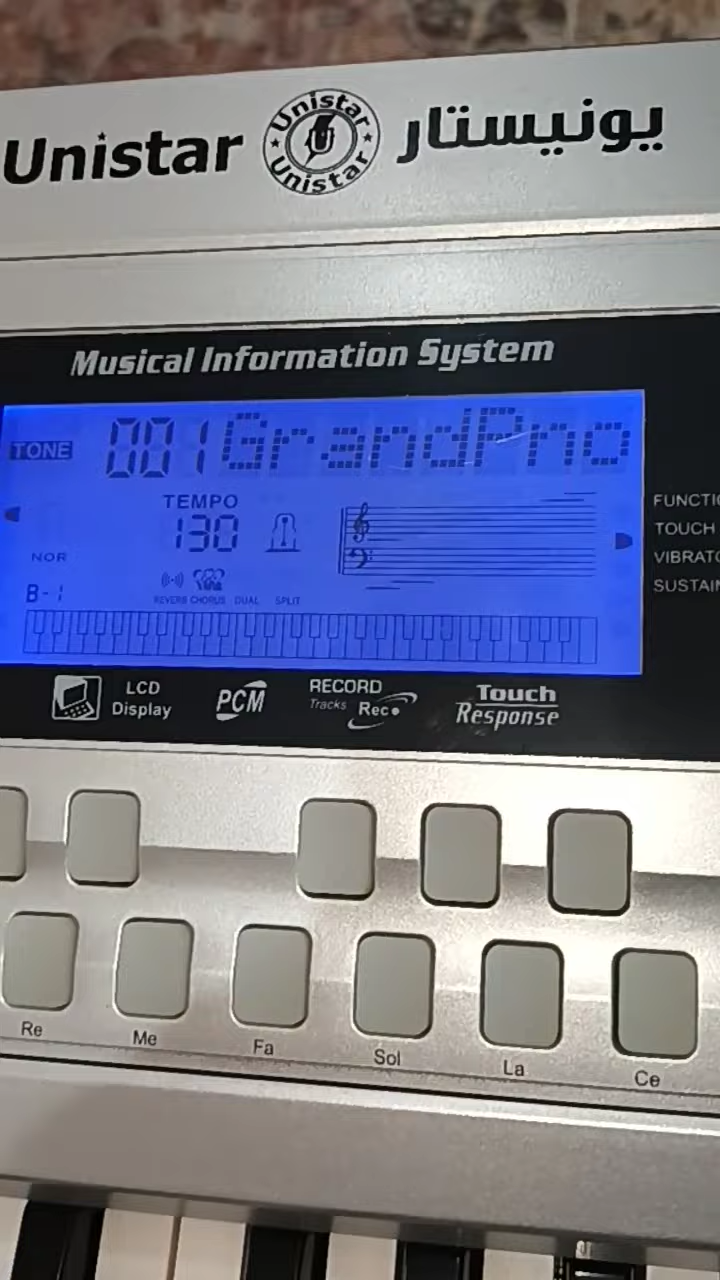 Unistar
Unistar
Unistar
يونيستار
Musical Information System
TONE
001 GrandPno
TEMPO
130
NOR
B-1
REVERB CHORUS DUAL SPLIT
FUNCTI
TOUCH
VIBRATO
SUSTAIN
LCD
Display
PCM
RECORD
Tracks Rec
Touch
Response
Re
Me
Fa
Sol
La
Ce